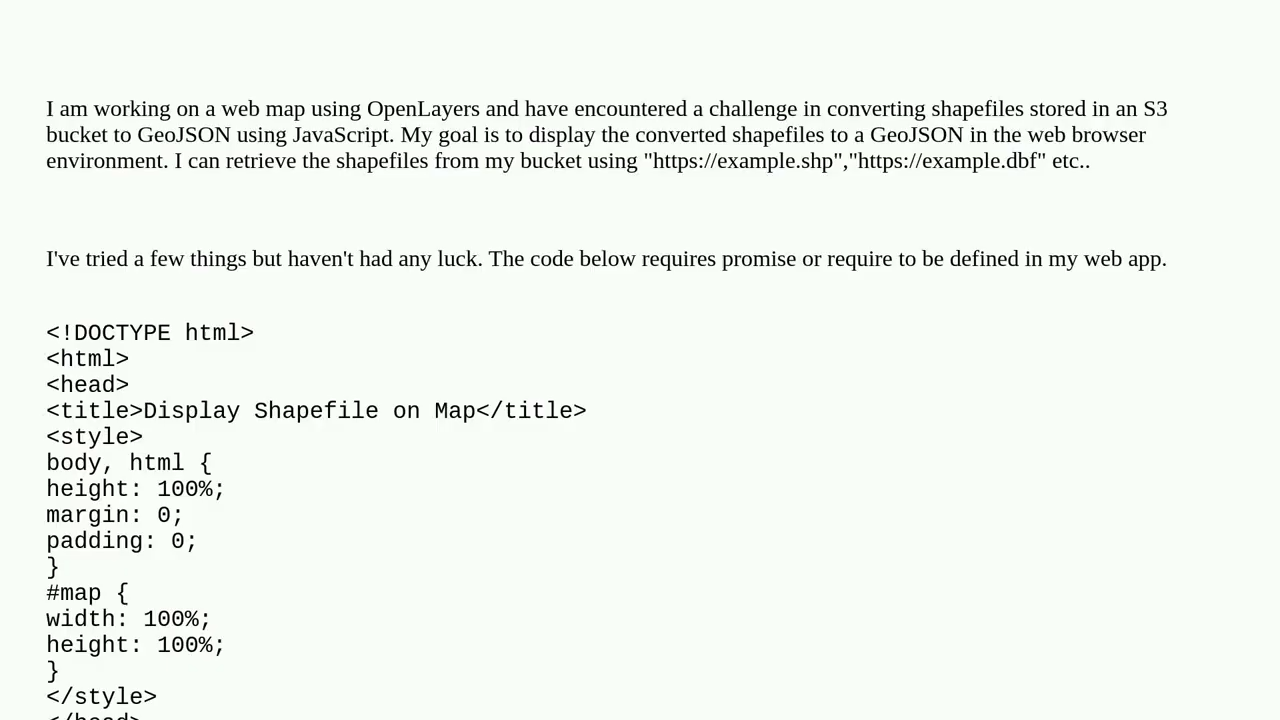 I am working on a web map using OpenLayers and have encountered a challenge in converting shapefiles stored in an S3
bucket to GeoJSON using JavaScript. My goal is to display the converted shapefiles to a GeoJSON in the web browser
environment. I can retrieve the shapefiles from my bucket using "https://example.shp","https://example.dbf" etc..
I've tried a few things but haven't had any luck. The code below requires promise or require to be defined in my web app.
<!DOCTYPE html>
<html>
<head>
<title>Display Shapefile on Map</title>
<style>
body, html {
height: 100%;
margin: 0;
padding: 0;
}
#map {
width: 100%;
height: 100%;
}
</style>
</head>